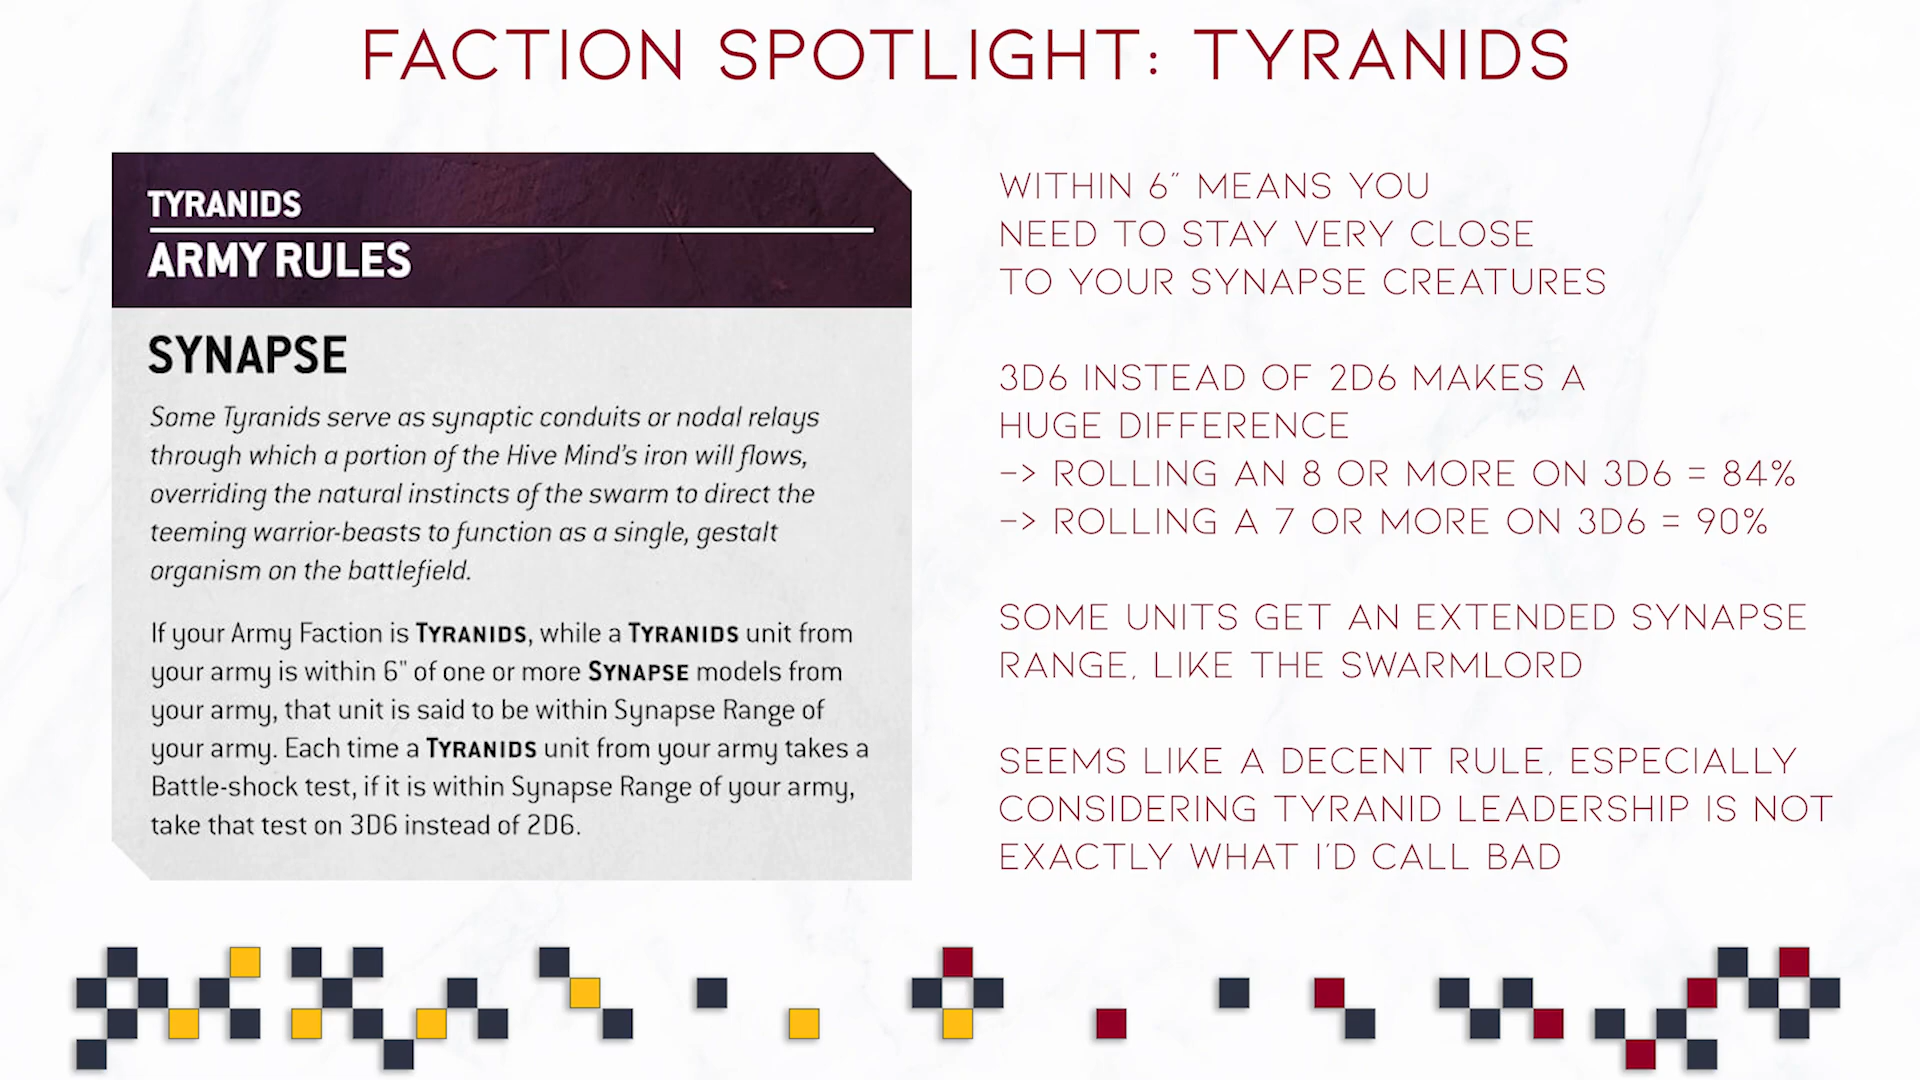 FACTION SPOTLIGHT: TYRANIDS
TYRANIDS
ARMY RULES
SYNAPSE
Some Tyranids serve as synaptic conduits or nodal relays
through which a portion of the Hive Mind's iron will flows,
overriding the natural instincts of the swarm to direct the
teeming warrior-beasts to function as a single, gestalt
organism on the battlefield.
If your Army Faction is TYRANIDS, while a TYRANIDS unit from
your army is within 6" of one or more SYNAPSE models from
your army, that unit is said to be within Synapse Range of
your army. Each time a TYRANIDS unit from your army takes a
Battle-shock test, if it is within Synapse Range of your army,
take that test on 3D6 instead of 2D6.
WITHIN 6" MEANS YOU
NEED TO STAY VERY CLOSE
TO YOUR SYNAPSE CREATURES
3D6 INSTEAD OF 2D6 MAKES A
HUGE DIFFERENCE
-> ROLLING AN 8 OR MORE ON 3D6 = 84%
-> ROLLING A 7 OR MORE ON 3D6 = 90%
SOME UNITS GET AN EXTENDED SYNAPSE
RANGE, LIKE THE SWARMLORD
SEEMS LIKE A DECENT RULE, ESPECIALLY
CONSIDERING TYRANID LEADERSHIP IS NOT
EXACTLY WHAT I'D CALL BAD